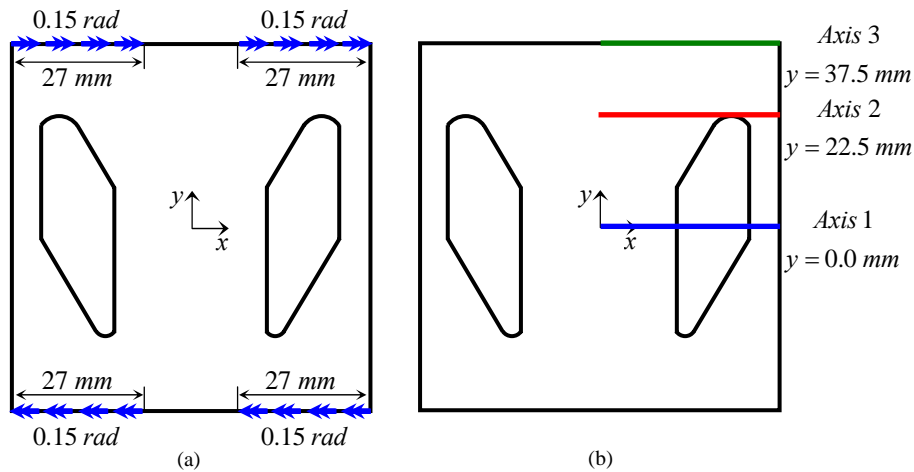 0.15 rad 0.15 rad
27 mm 27 mm
y
x
27 mm 27 mm
0.15 rad 0.15 rad
(a)
Axis 3
y = 37.5 mm
Axis 2
y = 22.5 mm
y
x
Axis 1
y = 0.0 mm
(b)